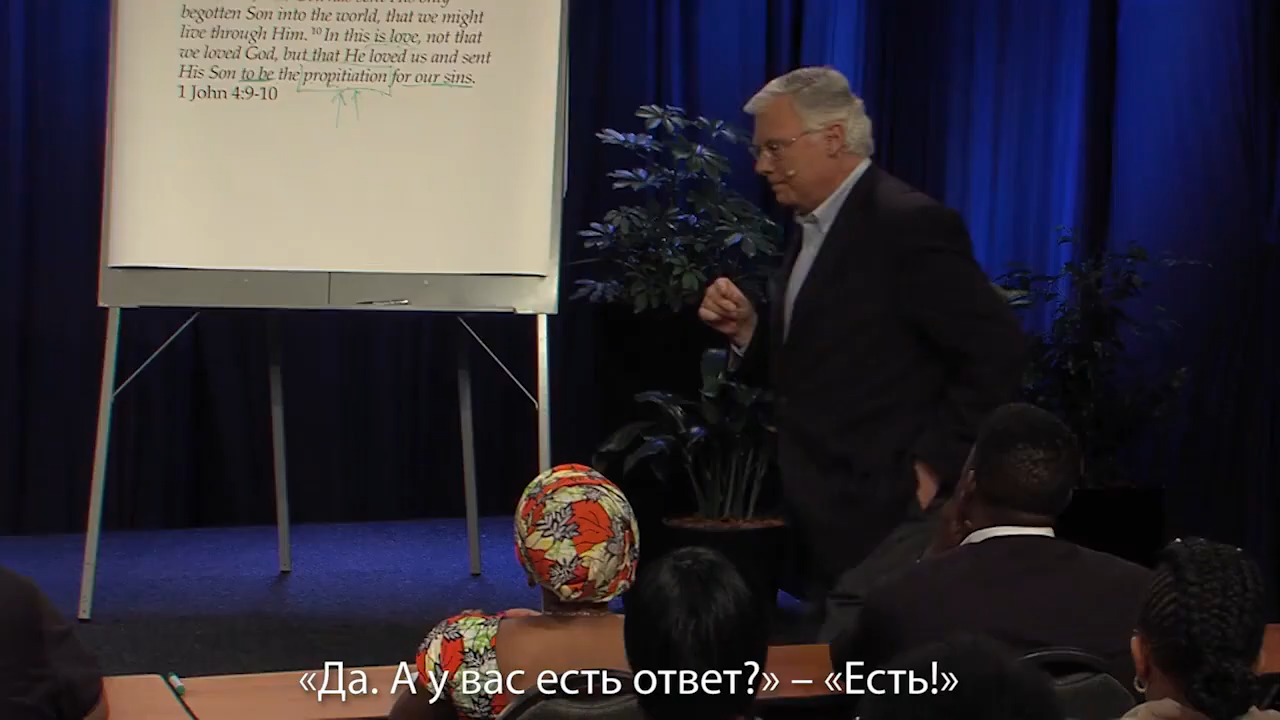 begotten Son into the world, that we might
live through Him. ¹⁰ In this is love, not that
we loved God, but that He loved us and sent
His Son to be the propitiation for our sins.
1 John 4:9-10
«Да. А у вас есть ответ?» – «Есть!»